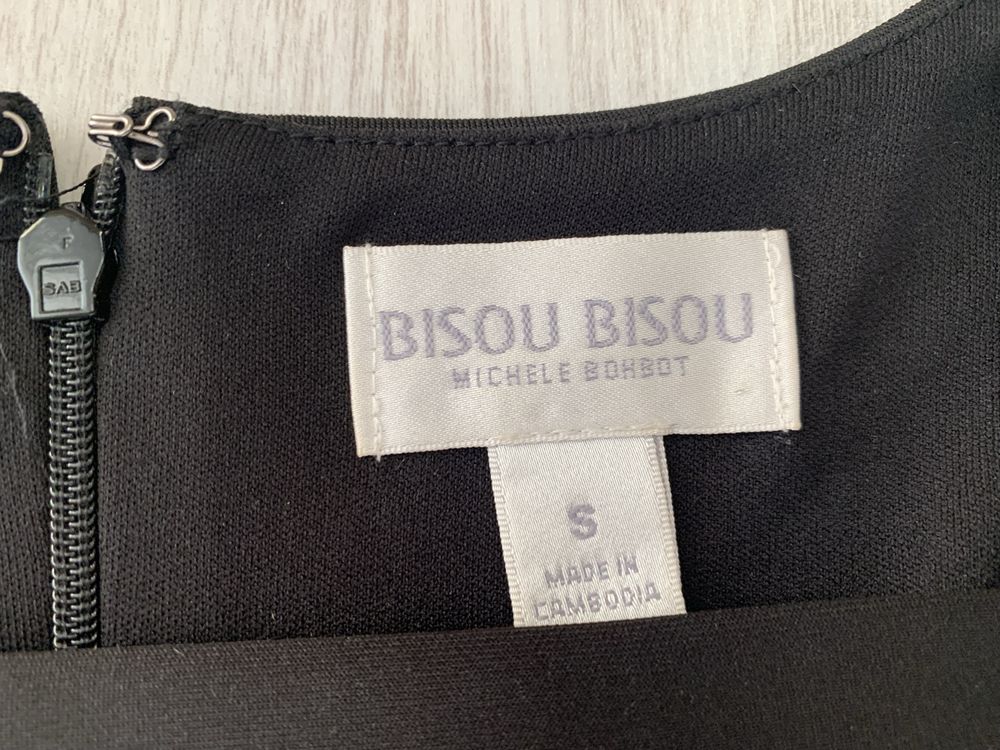 F
SAB
BISOU BISOU
MICHELE BOHBOT
S
MADE IN
CAMBODIA